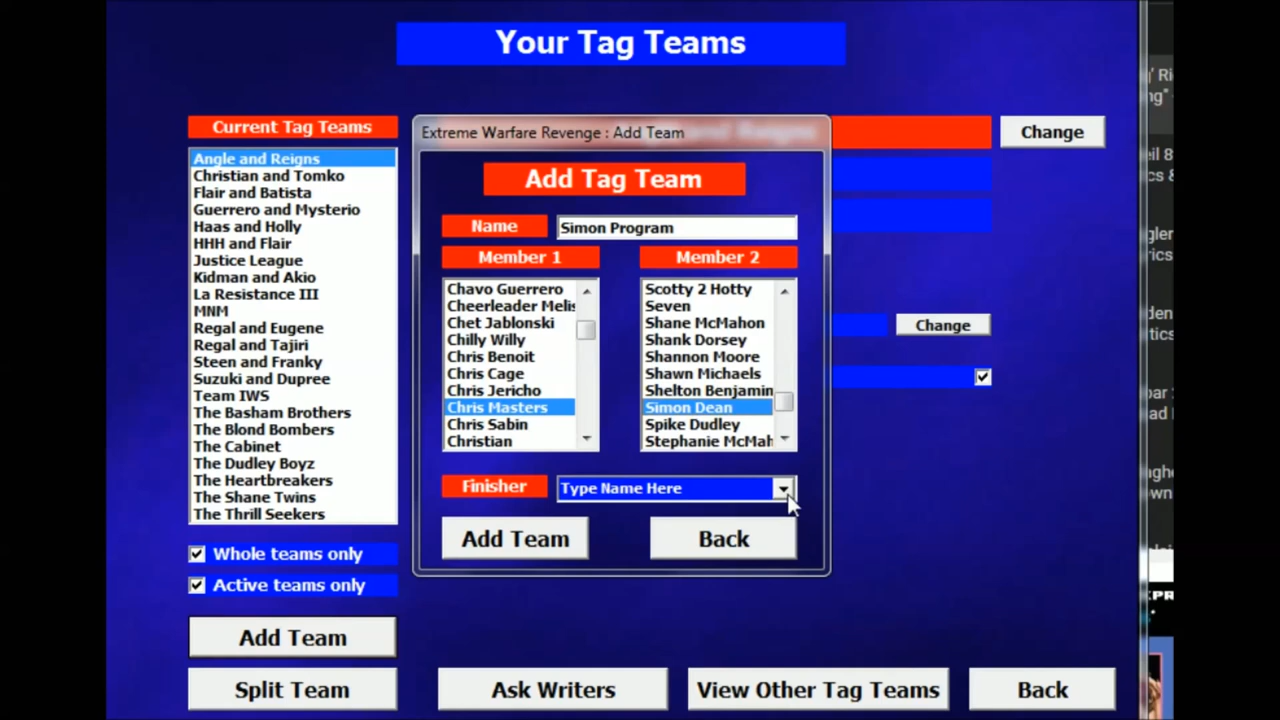 Your Tag Teams
Current Tag Teams
Angle and Reigns
Christian and Tomko
Flair and Batista
Guerrero and Mysterio
Haas and Holly
HHH and Flair
Justice League
Kidman and Akio
La Resistance III
MNM
Regal and Eugene
Regal and Tajiri
Steen and Franky
Suzuki and Dupree
Team IWS
The Basham Brothers
The Blond Bombers
The Cabinet
The Dudley Boyz
The Heartbreakers
The Shane Twins
The Thrill Seekers
Whole teams only
Active teams only
Add Team
Split Team
Extreme Warfare Revenge : Add Team
Add Tag Team
Name
Simon Program
Member 1
Chavo Guerrero
Cheerleader Melis
Chet Jablonski
Chilly Willy
Chris Benoit
Chris Cage
Chris Jericho
Chris Masters
Chris Sabin
Christian
Member 2
Scotty 2 Hotty
Seven
Shane McMahon
Shank Dorsey
Shannon Moore
Shawn Michaels
Shelton Benjamin
Simon Dean
Spike Dudley
Stephanie McMah
Finisher
Type Name Here
Add Team
Back
Change
Change
Ask Writers
View Other Tag Teams
Back